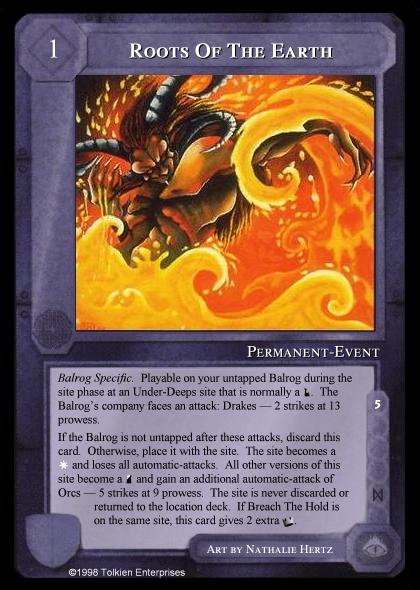 1
ROOTS OF THE EARTH
PERMANENT-EVENT
Balrog Specific. Playable on your untapped Balrog during the
site phase at an Under-Deeps site that is normally a . The
Balrog's company faces an attack: Drakes — 2 strikes at 13
prowess.
5
If the Balrog is not untapped after these attacks, discard this
card. Otherwise, place it with the site. The site becomes a
and loses all automatic-attacks. All other versions of this
site become a and gain an additional automatic-attack of
Orcs — 5 strikes at 9 prowess. The site is never discarded or
returned to the location deck. If Breach The Hold is
on the same site, this card gives 2 extra .
ART BY NATHALIE HERTZ
©1998 Tolkien Enterprises